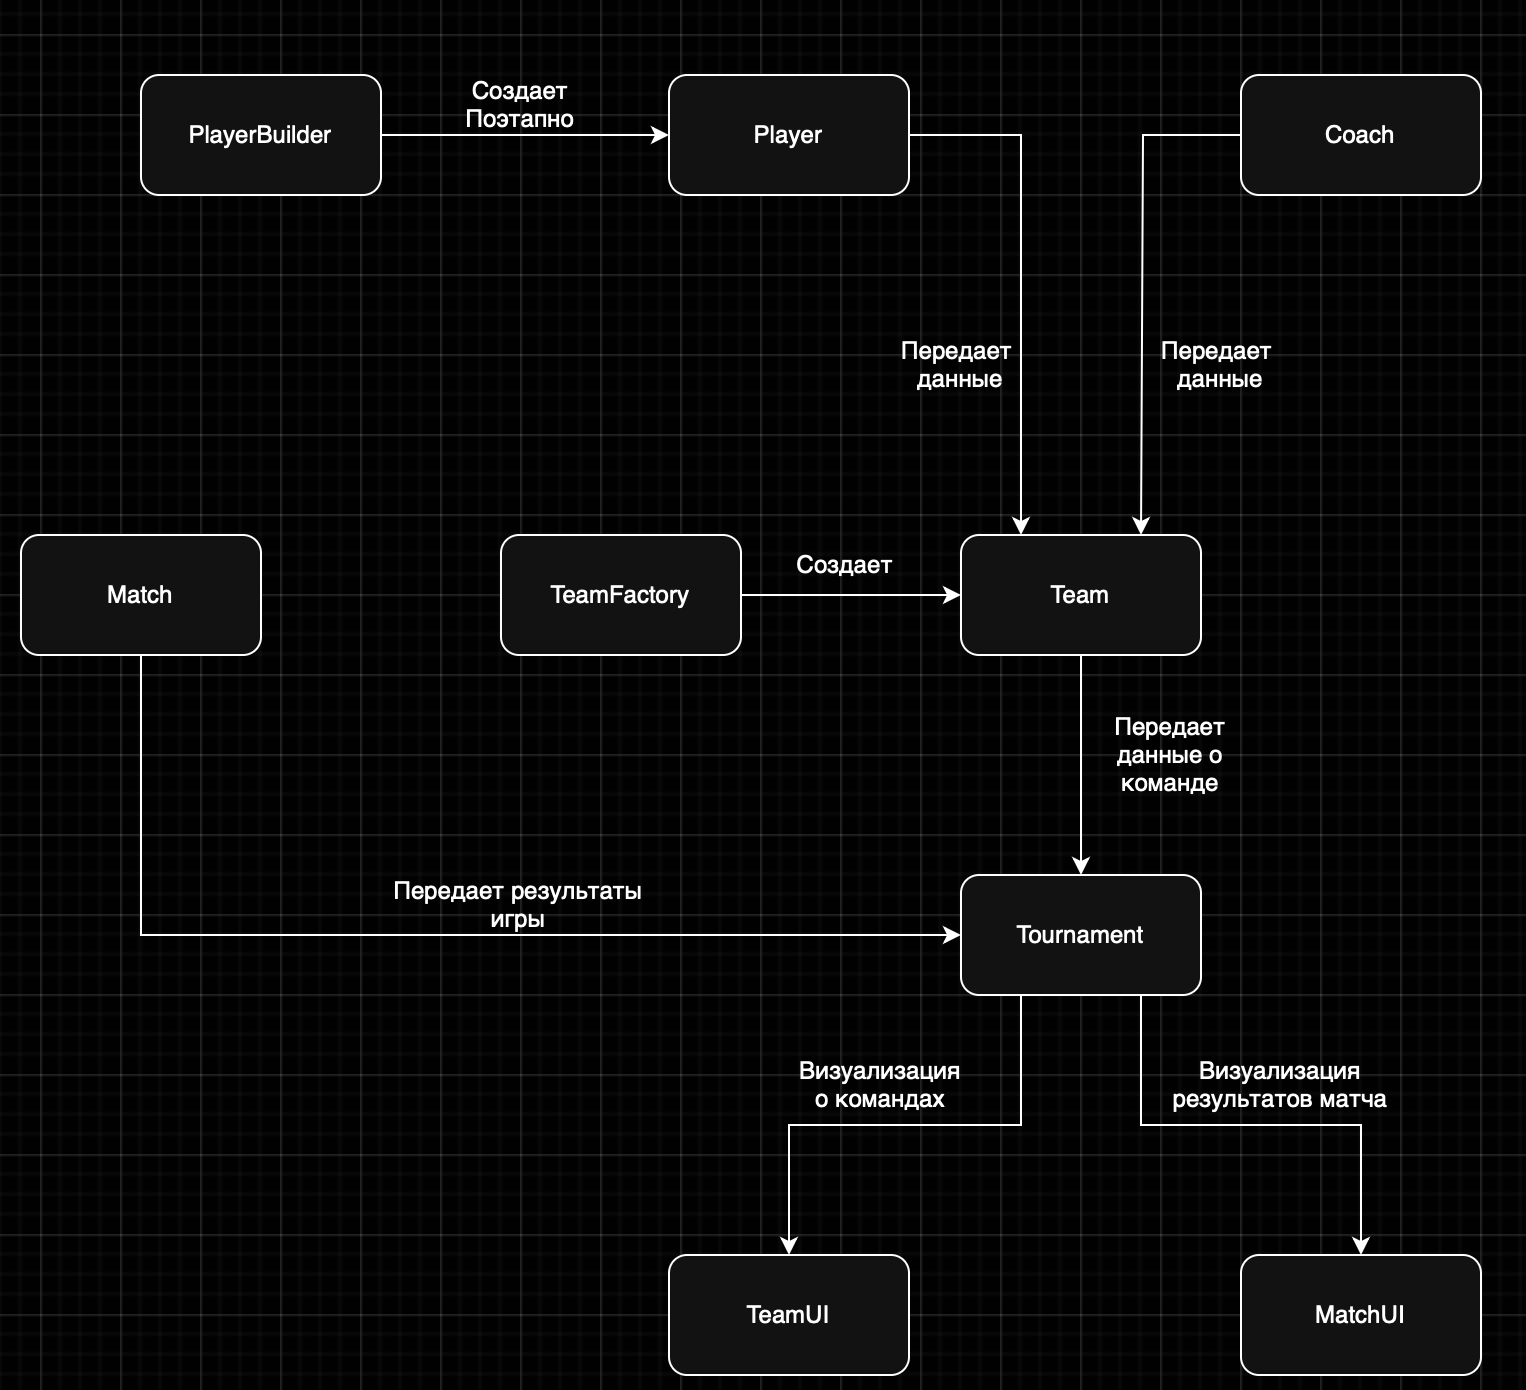 Создает
Поэтапно
PlayerBuilder
Player
Coach
Передает
данные
Передает
данные
Match
TeamFactory
Создает
Team
Передает
данные о
команде
Передает результаты
игры
Tournament
Визуализация
о командах
Визуализация
результатов матча
TeamUI
MatchUI